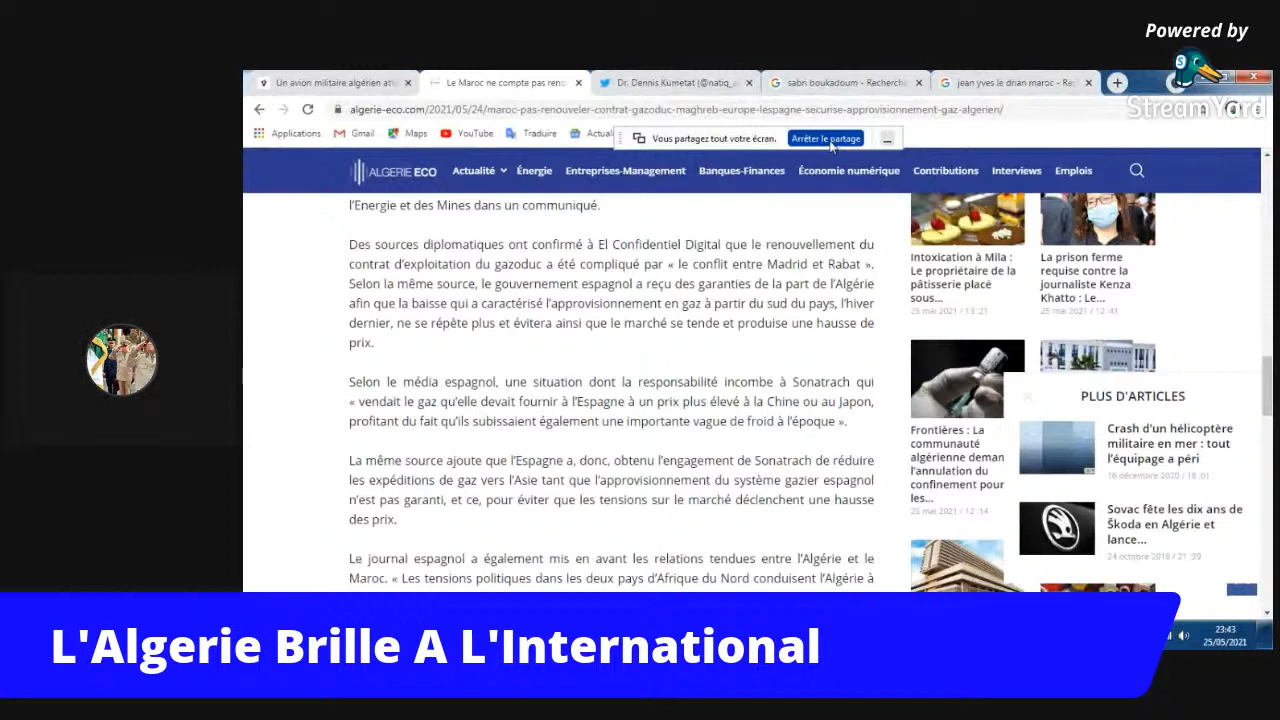 Powered by
StreamYard
Un avion militaire algérien att
Le Maroc ne compte pas reno
Dr. Dennis Kumetat (@natiq_
sabri boukadoum - Recherch
jean yves le drian maroc - Re
algerie-eco.com/2021/05/24/maroc-pas-renouveler-contrat-gazoduc-maghreb-europe-lespagne-securise-approvisionnement-gaz-algerien/
Applications Gmail Maps YouTube Traduire Actual
Vous partagez tout votre écran. Arrêter le partage
ALGERIE ECO Actualité Énergie Entreprises-Management Banques-Finances Économie numérique Contributions Interviews Emplois
l'Energie et des Mines dans un communiqué.
Des sources diplomatiques ont confirmé à El Confidentiel Digital que le renouvellement du
contrat d'exploitation du gazoduc a été compliqué par « le conflit entre Madrid et Rabat ».
Selon la même source, le gouvernement espagnol a reçu des garanties de la part de l'Algérie
afin que la baisse qui a caractérisé l'approvisionnement en gaz à partir du sud du pays, l'hiver
dernier, ne se répète plus et évitera ainsi que le marché se tende et produise une hausse de
prix.
Selon le média espagnol, une situation dont la responsabilité incombe à Sonatrach qui
« vendait le gaz qu'elle devait fournir à l'Espagne à un prix plus élevé à la Chine ou au Japon,
profitant du fait qu'ils subissaient également une importante vague de froid à l'époque ».
La même source ajoute que l'Espagne a, donc, obtenu l'engagement de Sonatrach de réduire
les expéditions de gaz vers l'Asie tant que l'approvisionnement du système gazier espagnol
n'est pas garanti, et ce, pour éviter que les tensions sur le marché déclenchent une hausse
des prix.
Le journal espagnol a également mis en avant les relations tendues entre l'Algérie et le
Maroc. « Les tensions politiques dans les deux pays d'Afrique du Nord conduisent l'Algérie à
Intoxication à Mila :
Le propriétaire de la
pâtisserie placé
sous...
25 mai 2021 / 13:21
La prison ferme
requise contre la
journaliste Kenza
Khatto : Le...
25 mai 2021 / 12:41
Frontières : La
communauté
algérienne deman
l'annulation du
confinement pour
les...
25 mai 2021 / 12:14
PLUS D'ARTICLES
Crash d'un hélicoptère
militaire en mer : tout
l'équipage a péri
16 décembre 2020 / 18:01
Sovac fête les dix ans de
Škoda en Algérie et
lance...
24 octobre 2018 / 21:39
23:43
25/05/2021
L'Algerie Brille A L'International